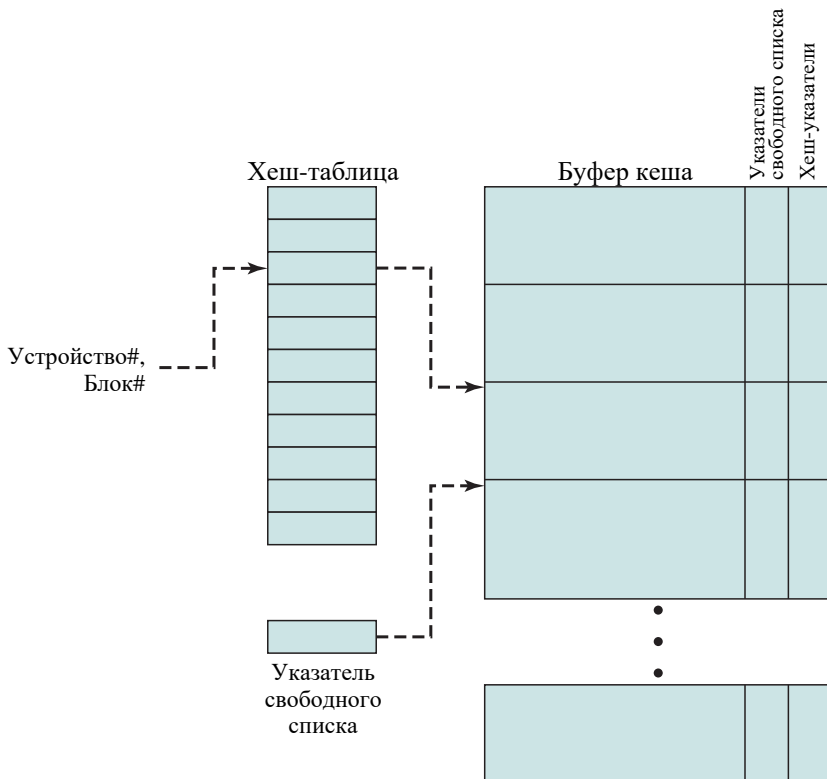 Указатели
свободного списка
Хеш-указатели
Хеш-таблица
Буфер кеша
Устройство#,
Блок#
Указатель
свободного
списка